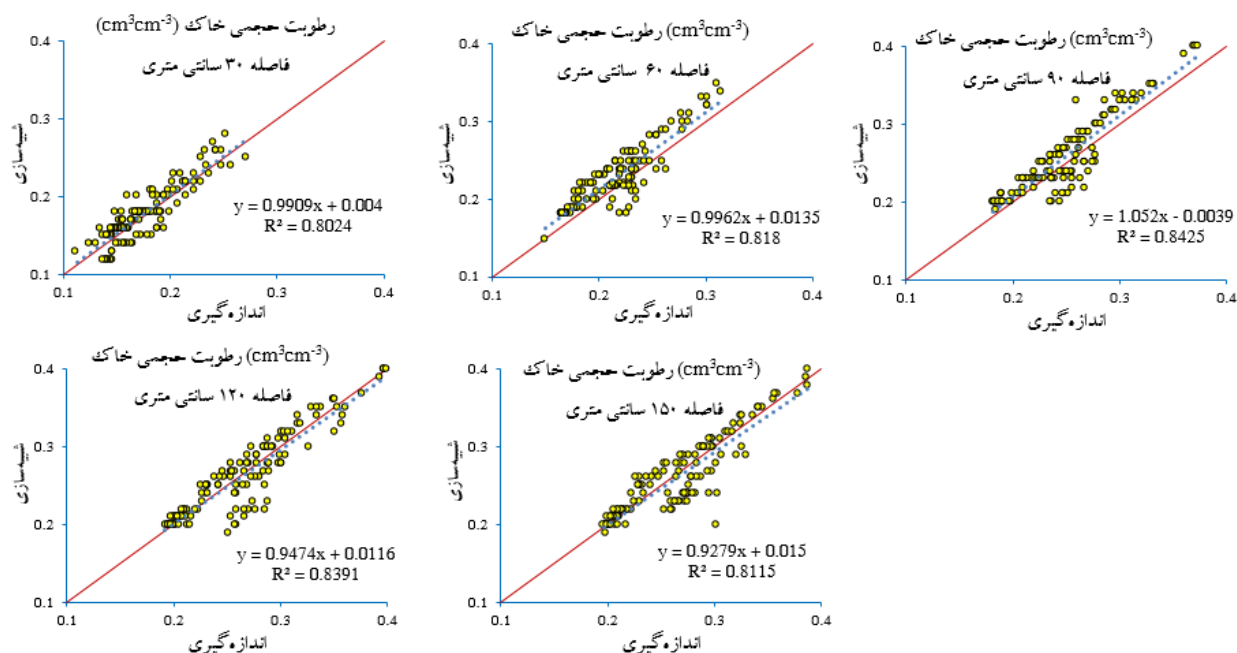 رطوبت حجمی خاک (cm³cm⁻³)
فاصله ۳۰ سانتی متری
شبیه‌سازی
0.4
0.3
0.2
0.1
y = 0.9909x + 0.004
R² = 0.8024
0.1 0.2 0.3 0.4
اندازه‌گیری
رطوبت حجمی خاک (cm³cm⁻³)
فاصله ۶۰ سانتی متری
شبیه‌سازی
0.4
0.3
0.2
0.1
y = 0.9962x + 0.0135
R² = 0.818
0.1 0.2 0.3 0.4
اندازه‌گیری
رطوبت حجمی خاک (cm³cm⁻³)
فاصله ۹۰ سانتی متری
شبیه‌سازی
0.4
0.3
0.2
0.1
y = 1.052x - 0.0039
R² = 0.8425
0.1 0.2 0.3 0.4
اندازه‌گیری
رطوبت حجمی خاک (cm³cm⁻³)
فاصله ۱۲۰ سانتی متری
شبیه‌سازی
0.4
0.3
0.2
0.1
y = 0.9474x + 0.0116
R² = 0.8391
0.1 0.2 0.3 0.4
اندازه‌گیری
رطوبت حجمی خاک (cm³cm⁻³)
فاصله ۱۵۰ سانتی متری
شبیه‌سازی
0.4
0.3
0.2
0.1
y = 0.9279x + 0.015
R² = 0.8115
0.1 0.2 0.3 0.4
اندازه‌گیری